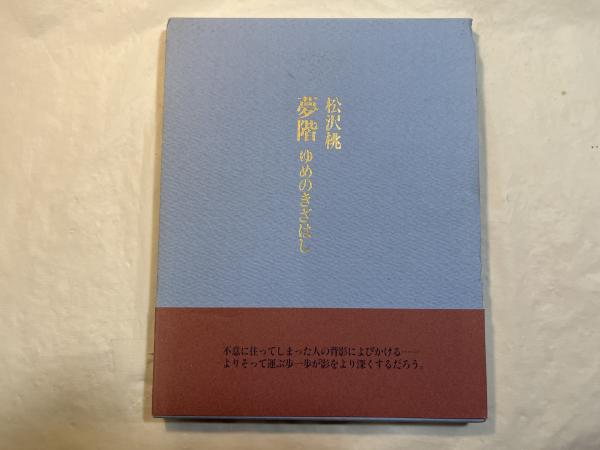 松沢桃
夢階 ゆめのきざはし
不意に往ってしまった人の背影によびかける……
よりそって運ぶ歩一歩が影をより深くするだろう。